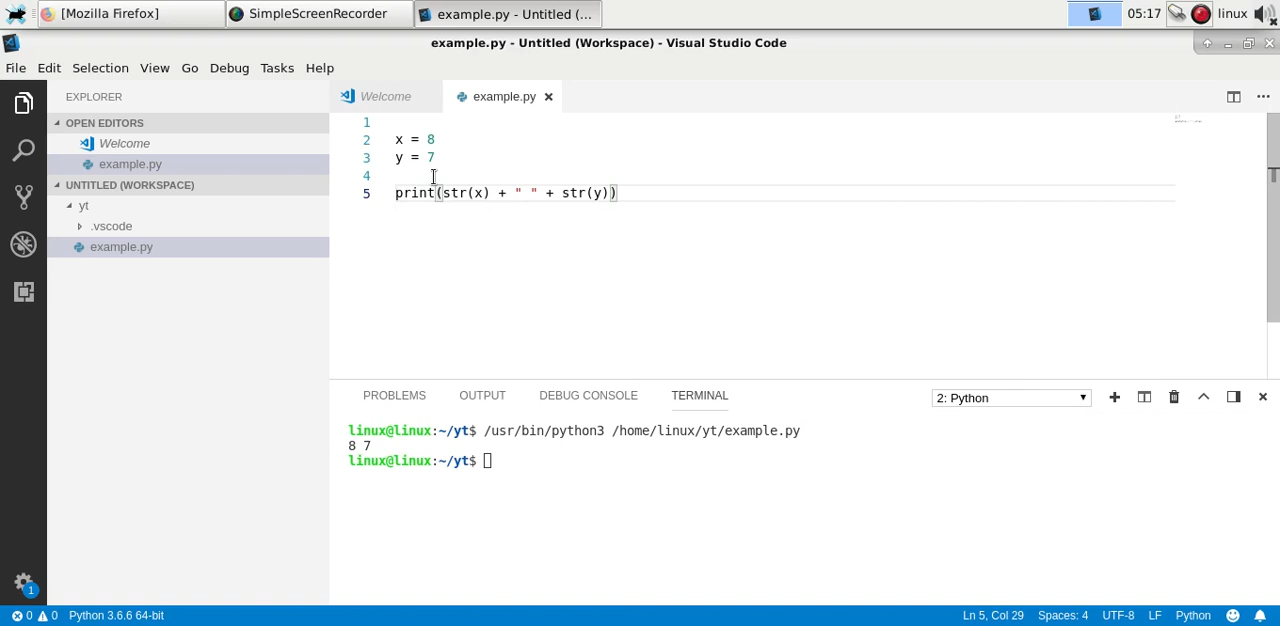 [Mozilla Firefox] SimpleScreenRecorder example.py - Untitled (... 05:17 linux
example.py - Untitled (Workspace) - Visual Studio Code
File Edit Selection View Go Debug Tasks Help
EXPLORER
OPEN EDITORS
Welcome
example.py
UNTITLED (WORKSPACE)
yt
.vscode
example.py
1
Welcome example.py
1
2 x = 8
3 y = 7
4
5 print(str(x) + " " + str(y))
PROBLEMS OUTPUT DEBUG CONSOLE TERMINAL 2: Python
linux@linux:~/yt$ /usr/bin/python3 /home/linux/yt/example.py
8 7
linux@linux:~/yt$
0 0 Python 3.6.6 64-bit Ln 5, Col 29 Spaces: 4 UTF-8 LF Python